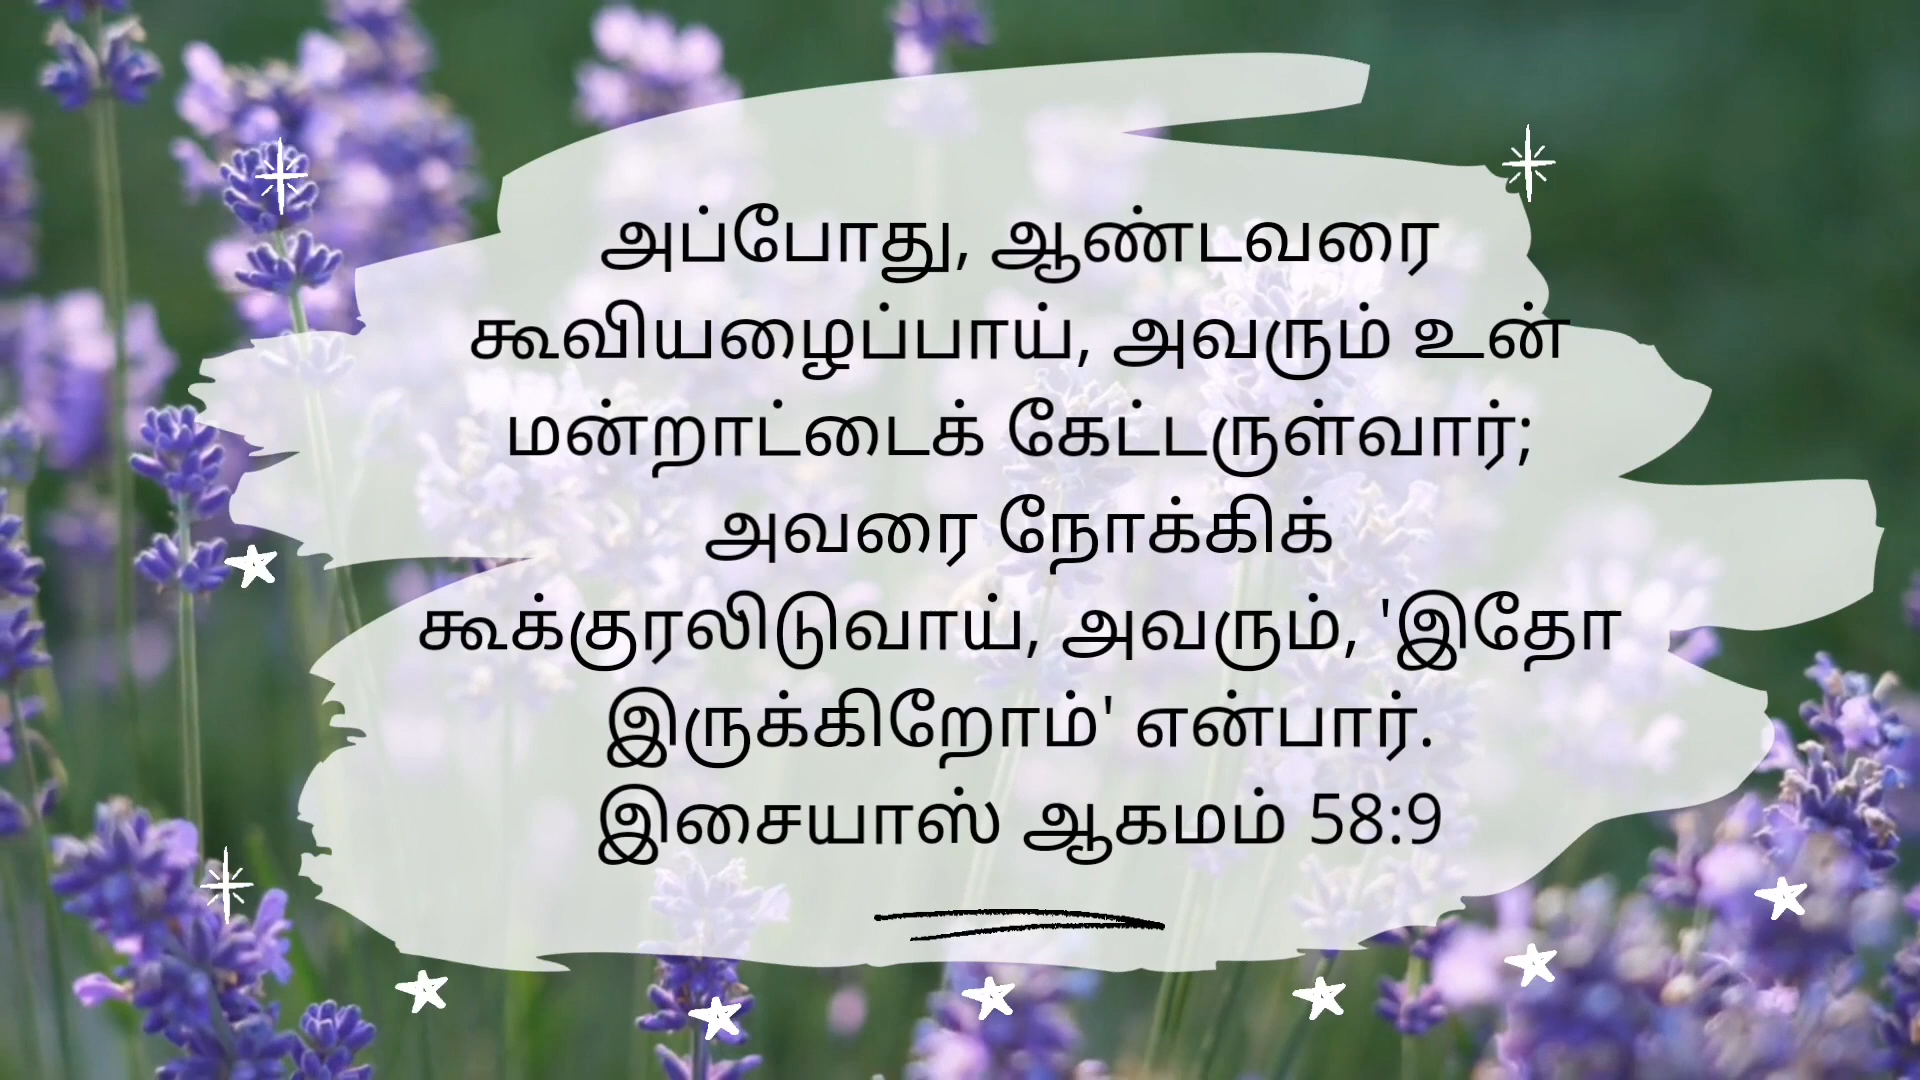 அப்போது, ஆண்டவரை
கூவியழைப்பாய், அவரும் உன்
மன்றாட்டைக் கேட்டருள்வார்;
அவரை நோக்கிக்
கூக்குரலிடுவாய், அவரும், 'இதோ
இருக்கிறோம்' என்பார்.
இசையாஸ் ஆகமம் 58:9